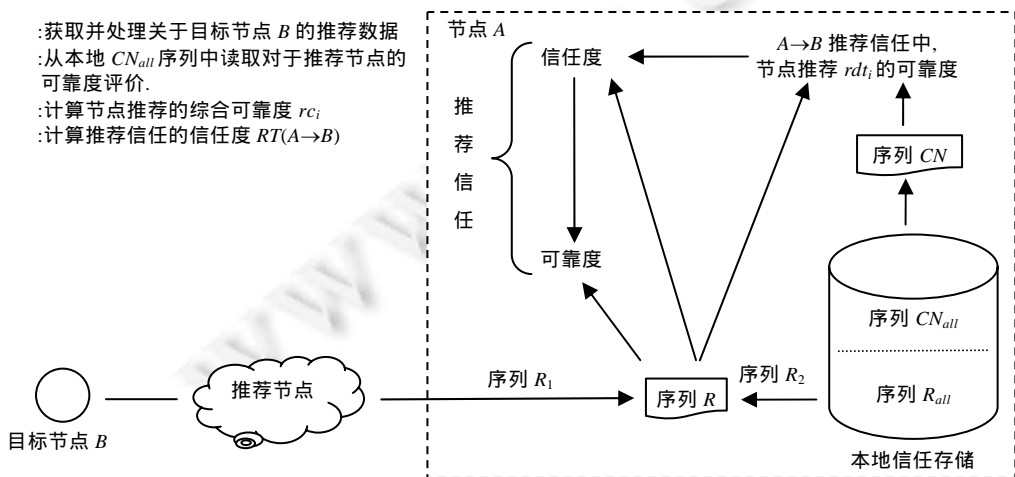 :获取并处理关于目标节点 B 的推荐数据
:从本地 CNall 序列中读取对于推荐节点的
可靠度评价.
:计算节点推荐的综合可靠度 rci
:计算推荐信任的信任度 RT(A→B)
节点 A
信任度
A→B 推荐信任中,
节点推荐 rdti 的可靠度
推荐信任
序列 CN
可靠度
序列 CNall
序列 R1
序列 R2
推荐节点
序列 R
序列 Rall
目标节点 B
本地信任存储